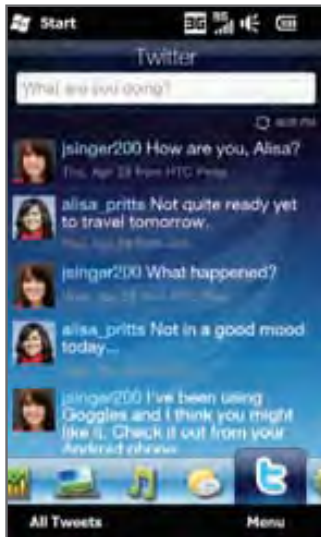 Start
Twitter
What are you doing?
jsinger200 How are you, Alisa?
alisa_pritts Not quite ready yet
to travel tomorrow.
jsinger200 What happened?
alisa_pritts Not in a good mood
today...
jsinger200 I've been using
Goggles and I think you might
like it. Check it out from your
Android phone.
All Tweets
Menu